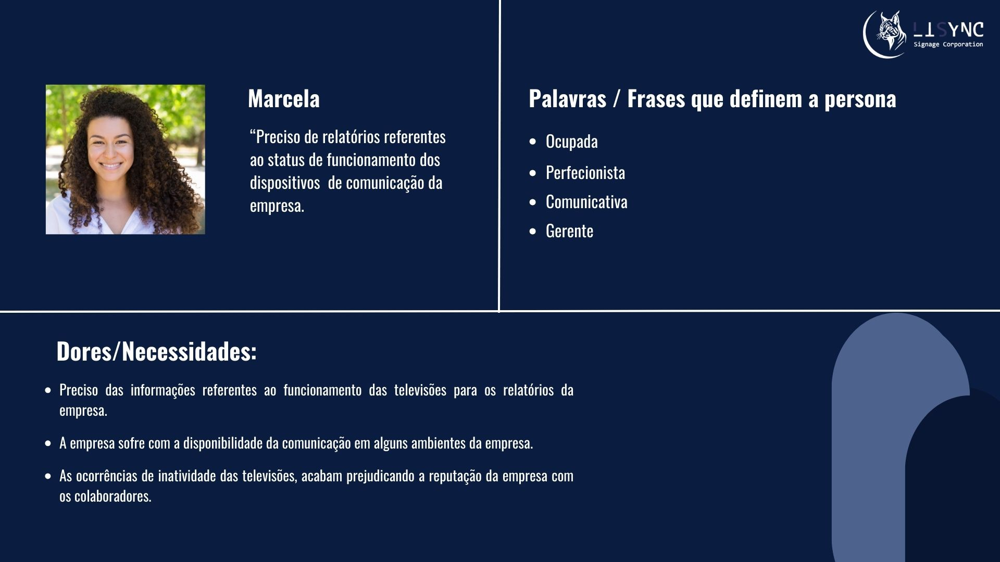 LISYNC
Signage Corporation
Marcela
“Preciso de relatórios referentes
ao status de funcionamento dos
dispositivos  de comunicação da
empresa.
Palavras / Frases que definem a persona
• Ocupada
• Perfecionista
• Comunicativa
• Gerente
Dores/Necessidades:
• Preciso das informações referentes ao funcionamento das televisões para os relatórios da
empresa.
• A empresa sofre com a disponibilidade da comunicação em alguns ambientes da empresa.
• As ocorrências de inatividade das televisões, acabam prejudicando a reputação da empresa com
os colaboradores.